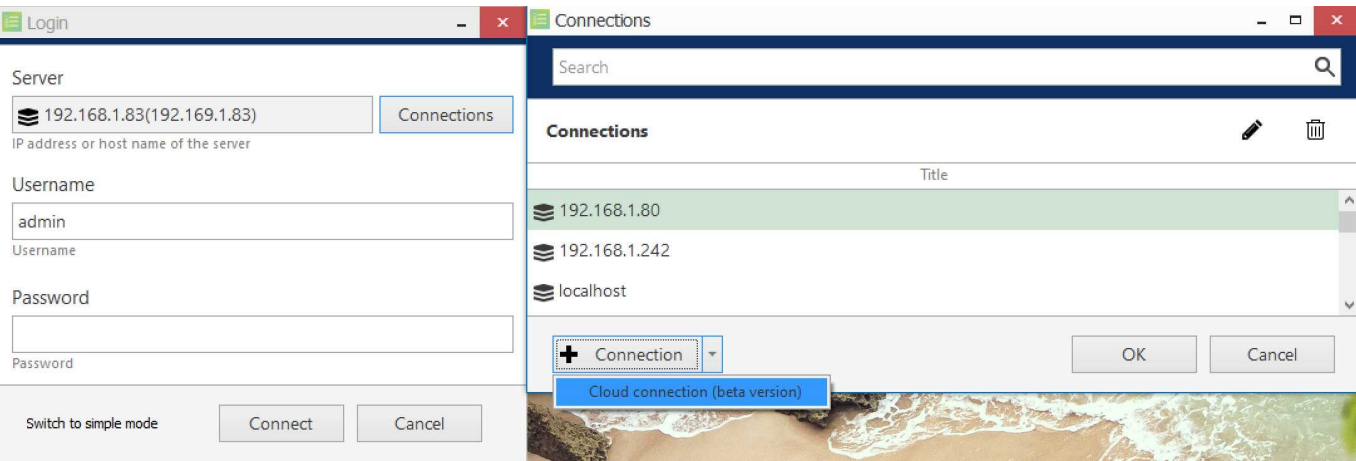 Login
Server
192.168.1.83(192.169.1.83)
Connections
IP address or host name of the server
Username
admin
Username
Password
Password
Switch to simple mode
Connect
Cancel
Connections
Search
Connections
Title
192.168.1.80
192.168.1.242
localhost
Connection
OK
Cancel
Cloud connection (beta version)